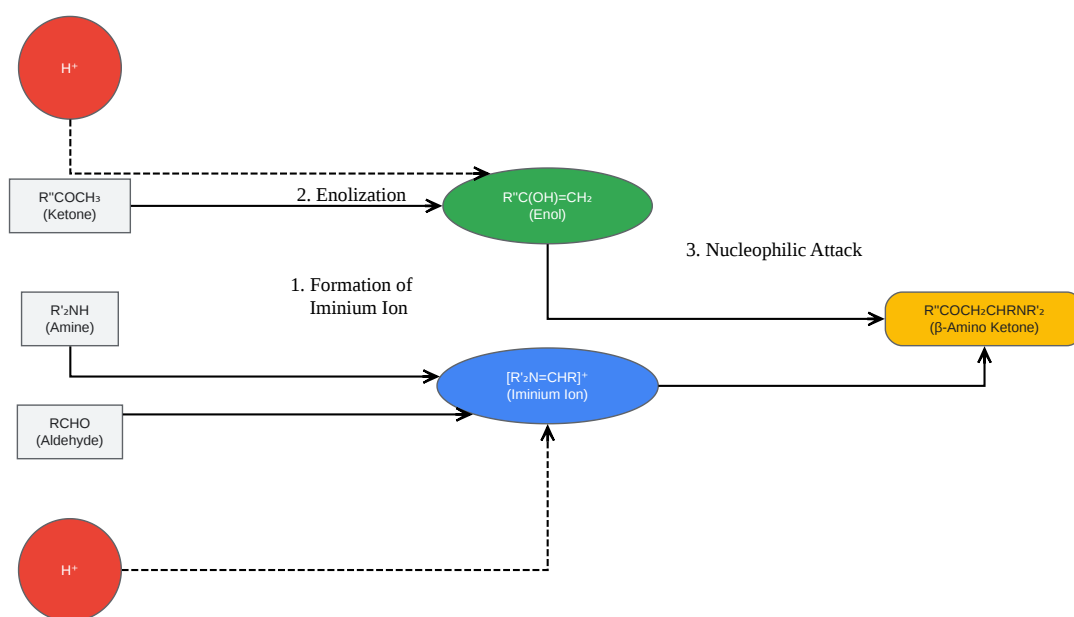 H⁺
R"COCH₃
(Ketone)
2. Enolization
R"C(OH)=CH₂
(Enol)
3. Nucleophilic Attack
1. Formation of
Iminium Ion
R'₂NH
(Amine)
R"COCH₂CHRNR'₂
(β-Amino Ketone)
[R'₂N=CHR]⁺
(Iminium Ion)
RCHO
(Aldehyde)
H⁺